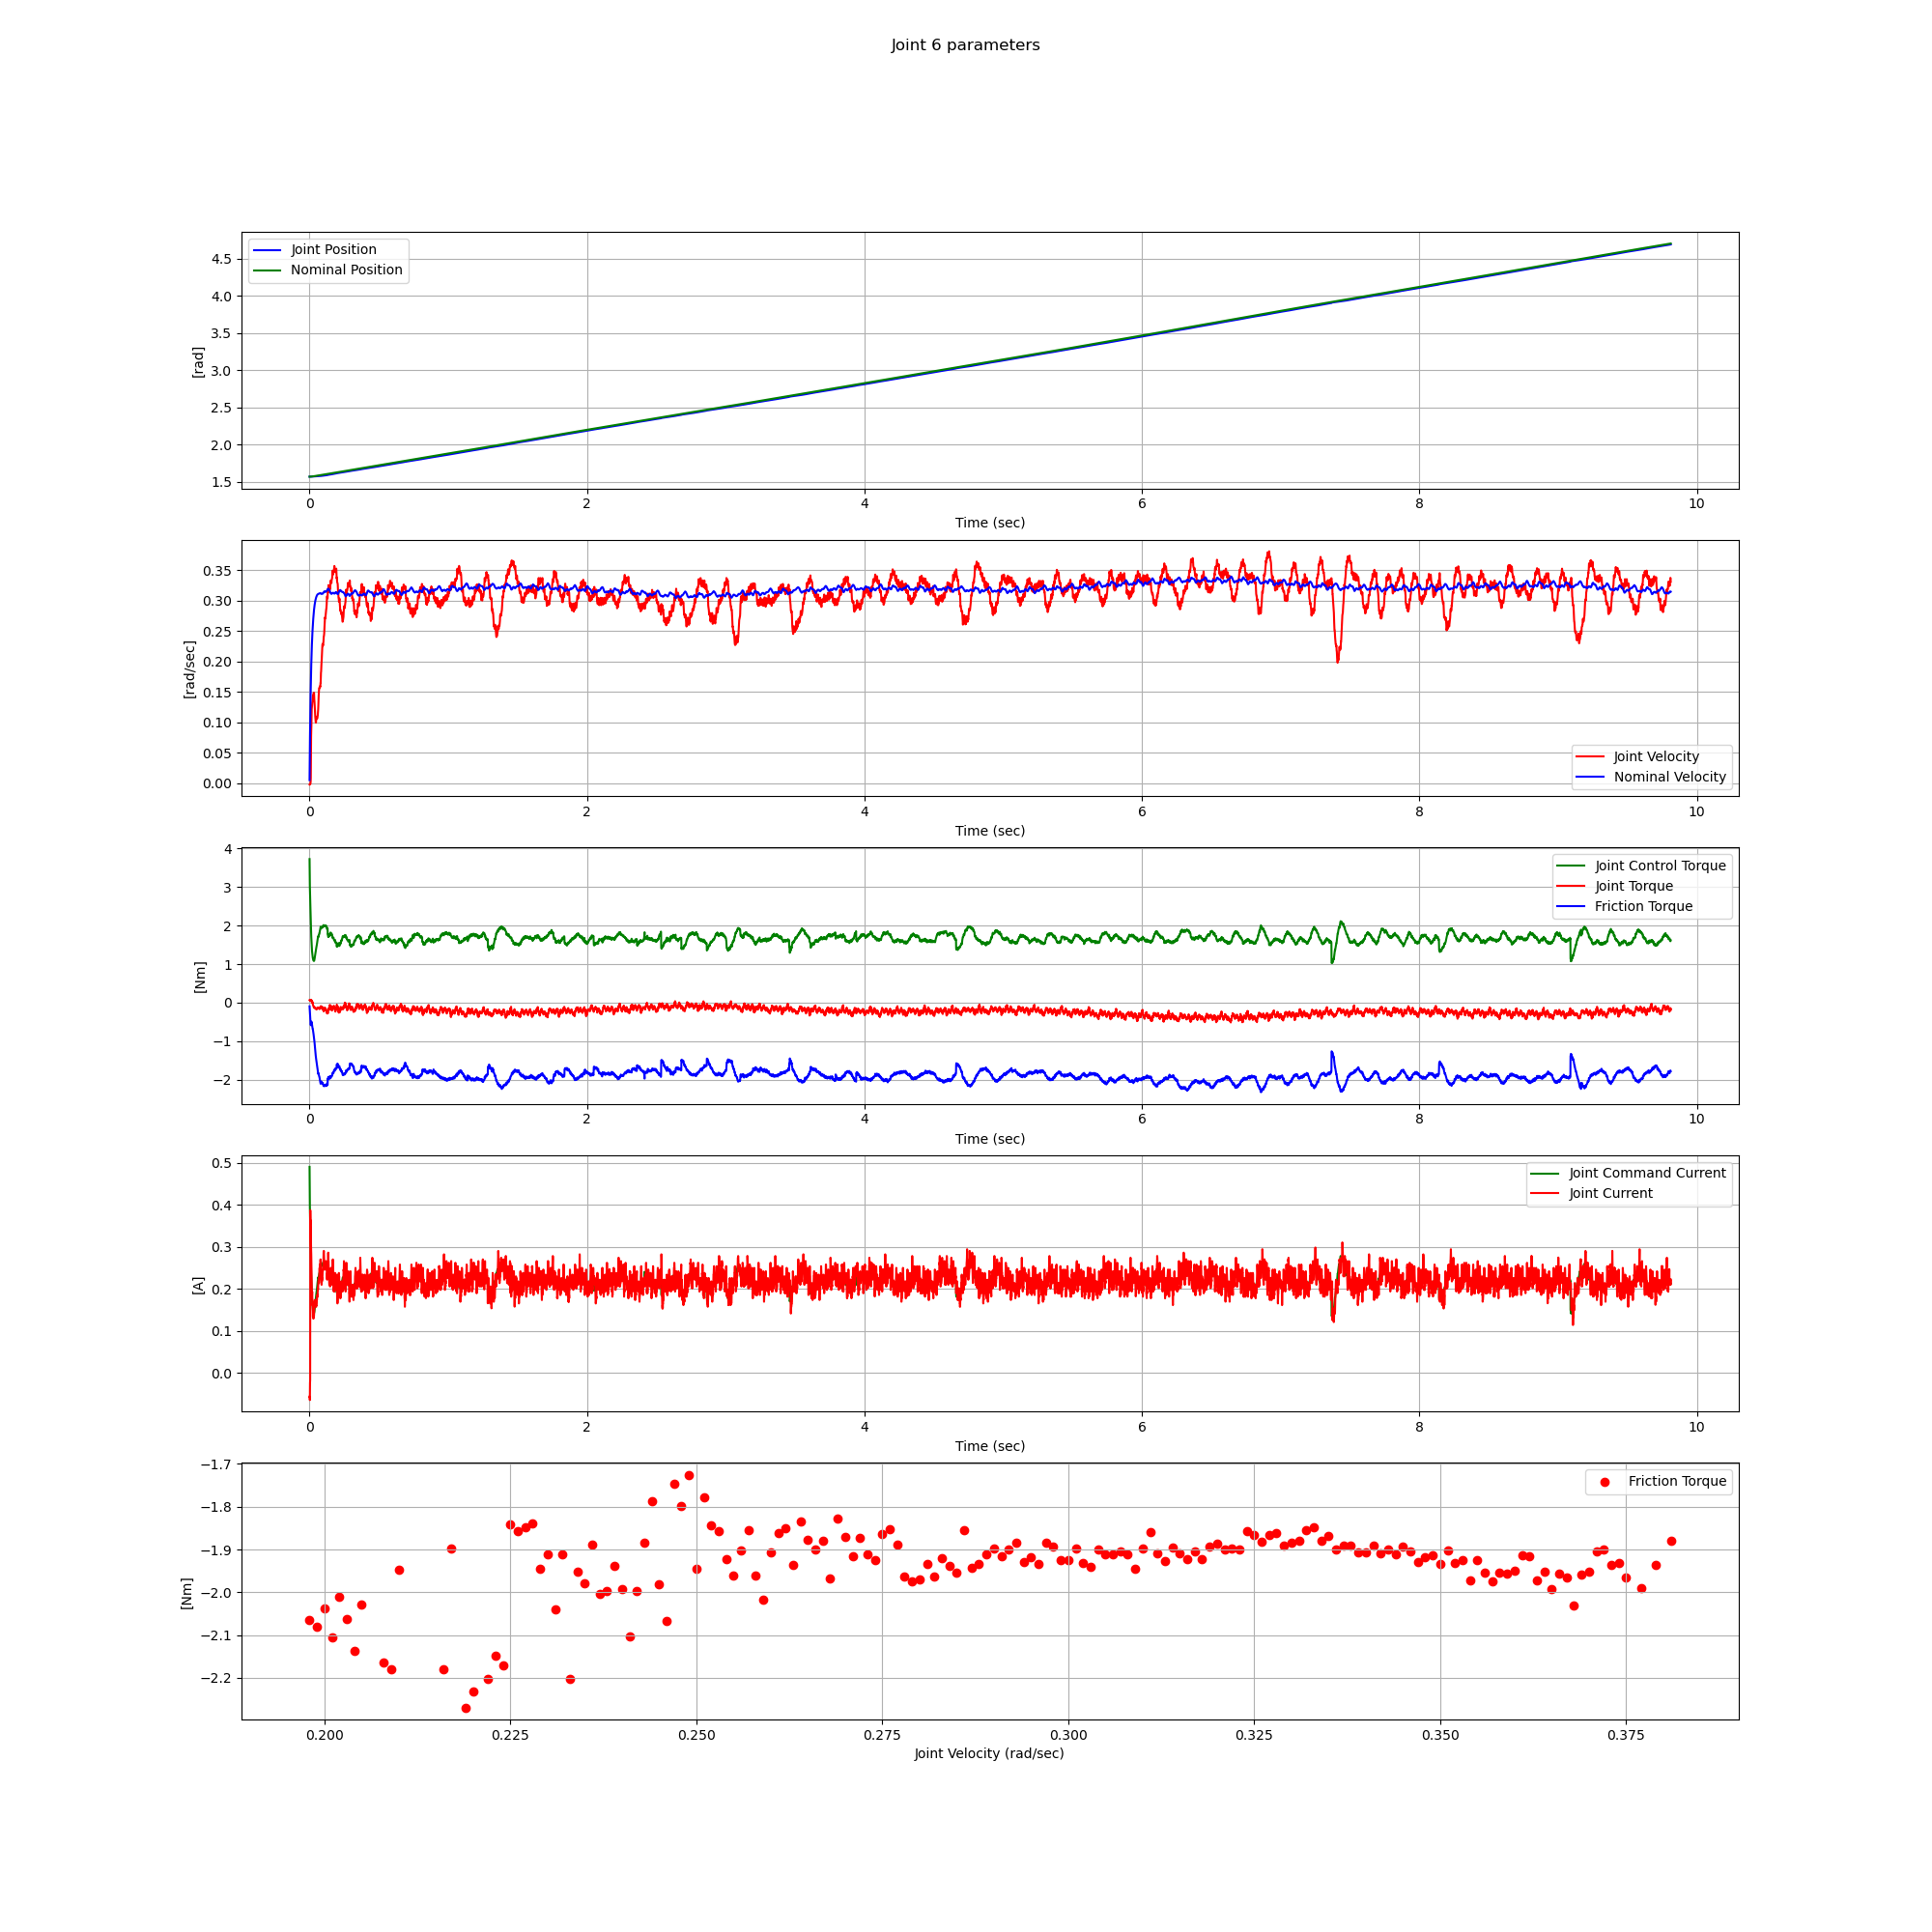 Joint 6 parameters
Joint Position
Nominal Position
4.5
4.0
3.5
3.0
2.5
2.0
1.5
[rad]
0 2 4 6 8 10
Time (sec)
0.35
0.30
0.25
0.20
0.15
0.10
0.05
0.00
[rad/sec]
Joint Velocity
Nominal Velocity
0 2 4 6 8 10
Time (sec)
4
3
2
1
0
−1
−2
[Nm]
Joint Control Torque
Joint Torque
Friction Torque
0 2 4 6 8 10
Time (sec)
0.5
0.4
0.3
0.2
0.1
0.0
[A]
Joint Command Current
Joint Current
0 2 4 6 8 10
Time (sec)
−1.7
−1.8
−1.9
−2.0
−2.1
−2.2
[Nm]
Friction Torque
0.200 0.225 0.250 0.275 0.300 0.325 0.350 0.375
Joint Velocity (rad/sec)